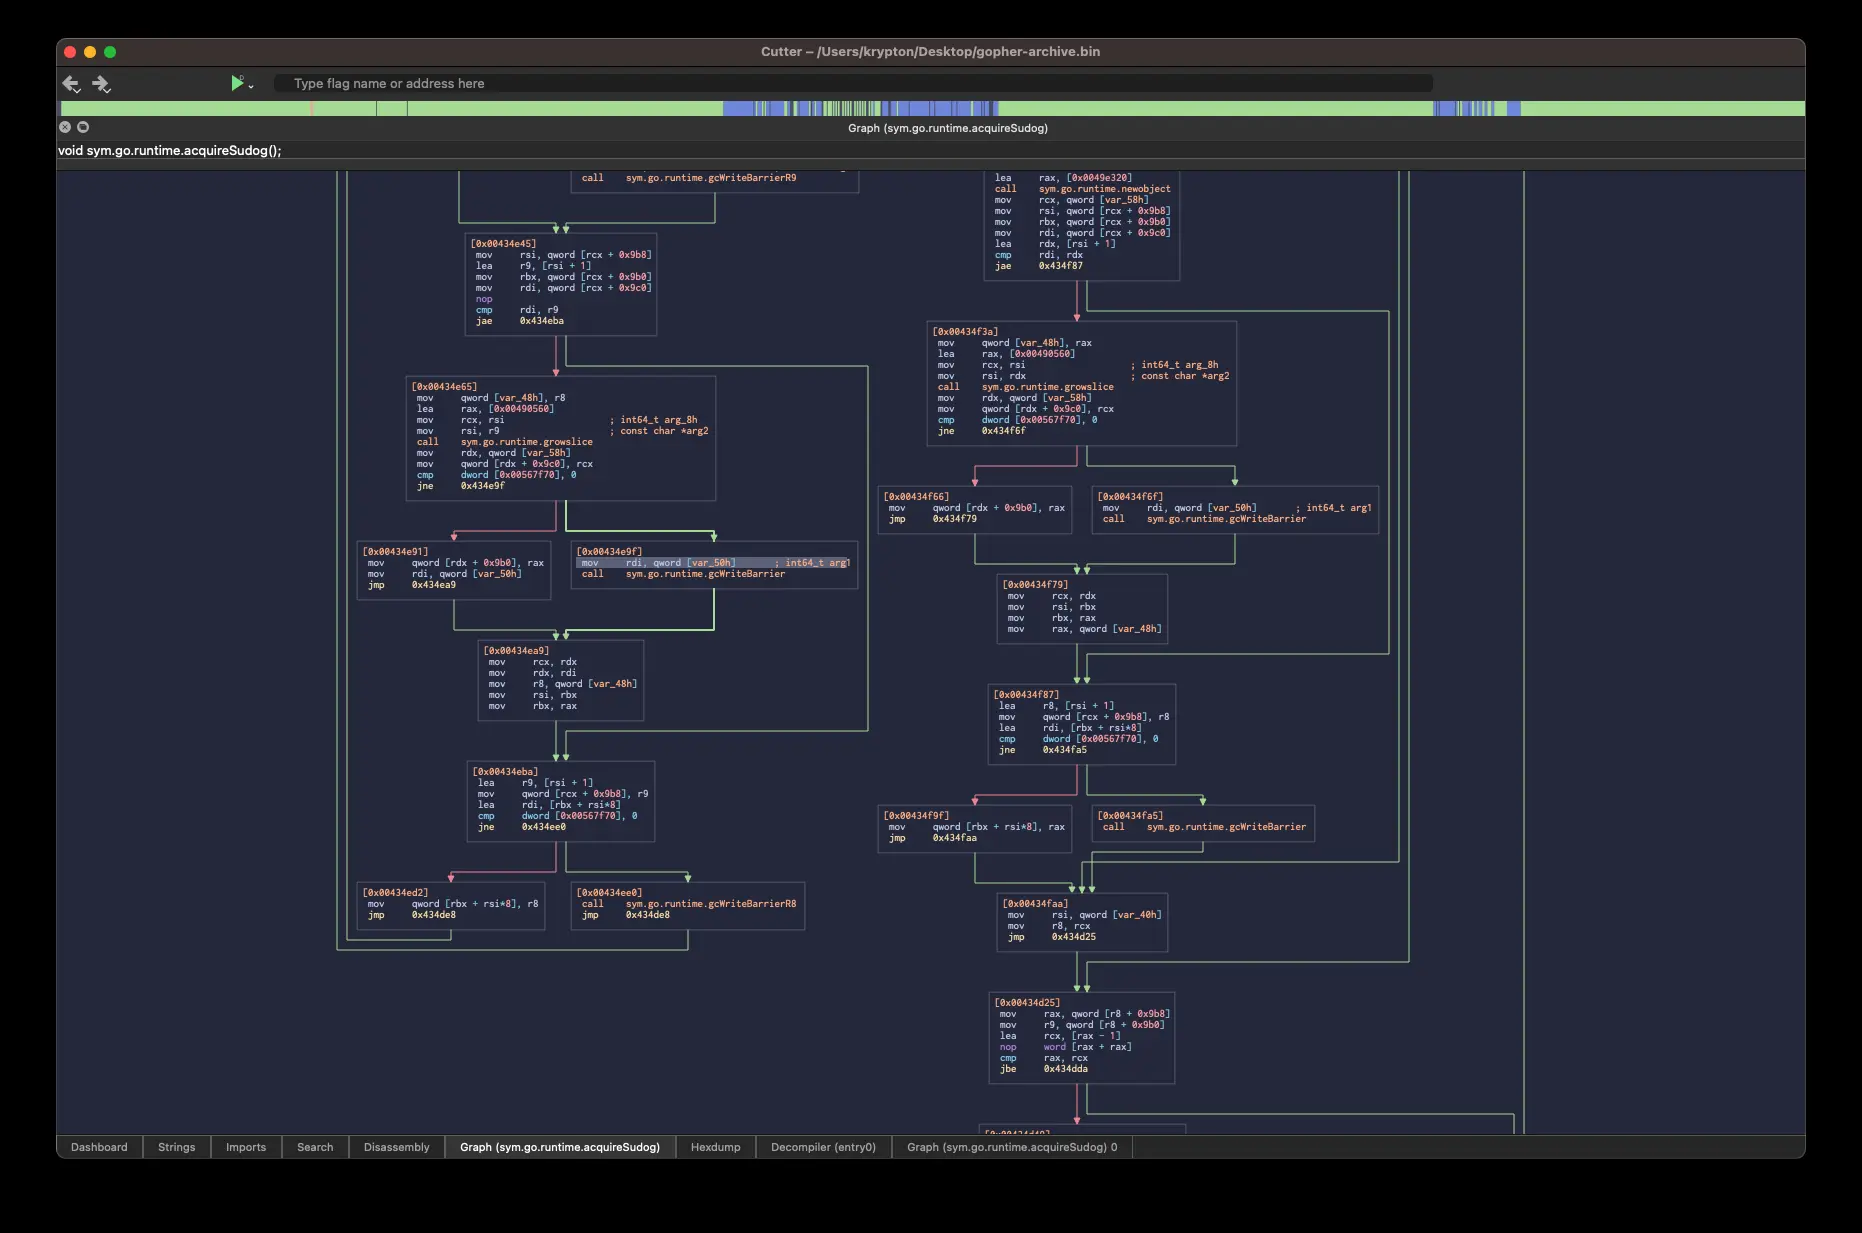 Cutter – /Users/krypton/Desktop/gopher-archive.bin
Type flag name or address here
Graph (sym.go.runtime.acquireSudog)
void sym.go.runtime.acquireSudog();
call sym.go.runtime.gcWriteBarrierR9
[0x00434e45]
mov rsi, qword [rcx + 0x9b8]
lea r9, [rsi + 1]
mov rbx, qword [rcx + 0x9b0]
mov rdi, qword [rcx + 0x9c0]
nop
cmp rdi, r9
jae 0x434eba
[0x00434e65]
mov qword [var_48h], r8
lea rax, [0x00490560]
mov rcx, rsi ; int64_t arg_8h
mov rsi, r9 ; const char *arg2
call sym.go.runtime.growslice
mov rdx, qword [var_58h]
mov qword [rdx + 0x9c0], rcx
cmp dword [0x00567f70], 0
jne 0x434e9f
[0x00434e91]
mov qword [rdx + 0x9b0], rax
mov rdi, qword [var_50h]
jmp 0x434ea9
[0x00434e9f]
mov rdi, qword [var_50h] ; int64_t arg1
call sym.go.runtime.gcWriteBarrier
[0x00434ea9]
mov rcx, rdx
mov rdx, rdi
mov r8, qword [var_48h]
mov rsi, rbx
mov rbx, rax
[0x00434eba]
lea r9, [rsi + 1]
mov qword [rcx + 0x9b8], r9
lea rdi, [rbx + rsi*8]
cmp dword [0x00567f70], 0
jne 0x434ee0
[0x00434ed2]
mov qword [rbx + rsi*8], r8
jmp 0x434de8
[0x00434ee0]
call sym.go.runtime.gcWriteBarrierR8
jmp 0x434de8
lea rax, [0x0049e320]
call sym.go.runtime.newobject
mov rcx, qword [var_58h]
mov rsi, qword [rcx + 0x9b8]
mov rbx, qword [rcx + 0x9b0]
mov rdi, qword [rcx + 0x9c0]
lea rdx, [rsi + 1]
cmp rdi, rdx
jae 0x434f87
[0x00434f3a]
mov qword [var_48h], rax
lea rax, [0x00490560]
mov rcx, rsi ; int64_t arg_8h
mov rsi, rdx ; const char *arg2
call sym.go.runtime.growslice
mov rdx, qword [var_58h]
mov qword [rdx + 0x9c0], rcx
cmp dword [0x00567f70], 0
jne 0x434f6f
[0x00434f66]
mov qword [rdx + 0x9b0], rax
jmp 0x434f79
[0x00434f6f]
mov rdi, qword [var_50h] ; int64_t arg1
call sym.go.runtime.gcWriteBarrier
[0x00434f79]
mov rcx, rdx
mov rsi, rbx
mov rbx, rax
mov rax, qword [var_48h]
[0x00434f87]
lea r8, [rsi + 1]
mov qword [rcx + 0x9b8], r8
lea rdi, [rbx + rsi*8]
cmp dword [0x00567f70], 0
jne 0x434fa5
[0x00434f9f]
mov qword [rbx + rsi*8], rax
jmp 0x434faa
[0x00434fa5]
call sym.go.runtime.gcWriteBarrier
[0x00434faa]
mov rsi, qword [var_40h]
mov r8, rcx
jmp 0x434d25
[0x00434d25]
mov rax, qword [r8 + 0x9b8]
mov r9, qword [r8 + 0x9b0]
lea rcx, [rax - 1]
nop word [rax + rax]
cmp rax, rcx
jbe 0x434dda
Dashboard Strings Imports Search Disassembly Graph (sym.go.runtime.acquireSudog) Hexdump Decompiler (entry0) Graph (sym.go.runtime.acquireSudog) 0